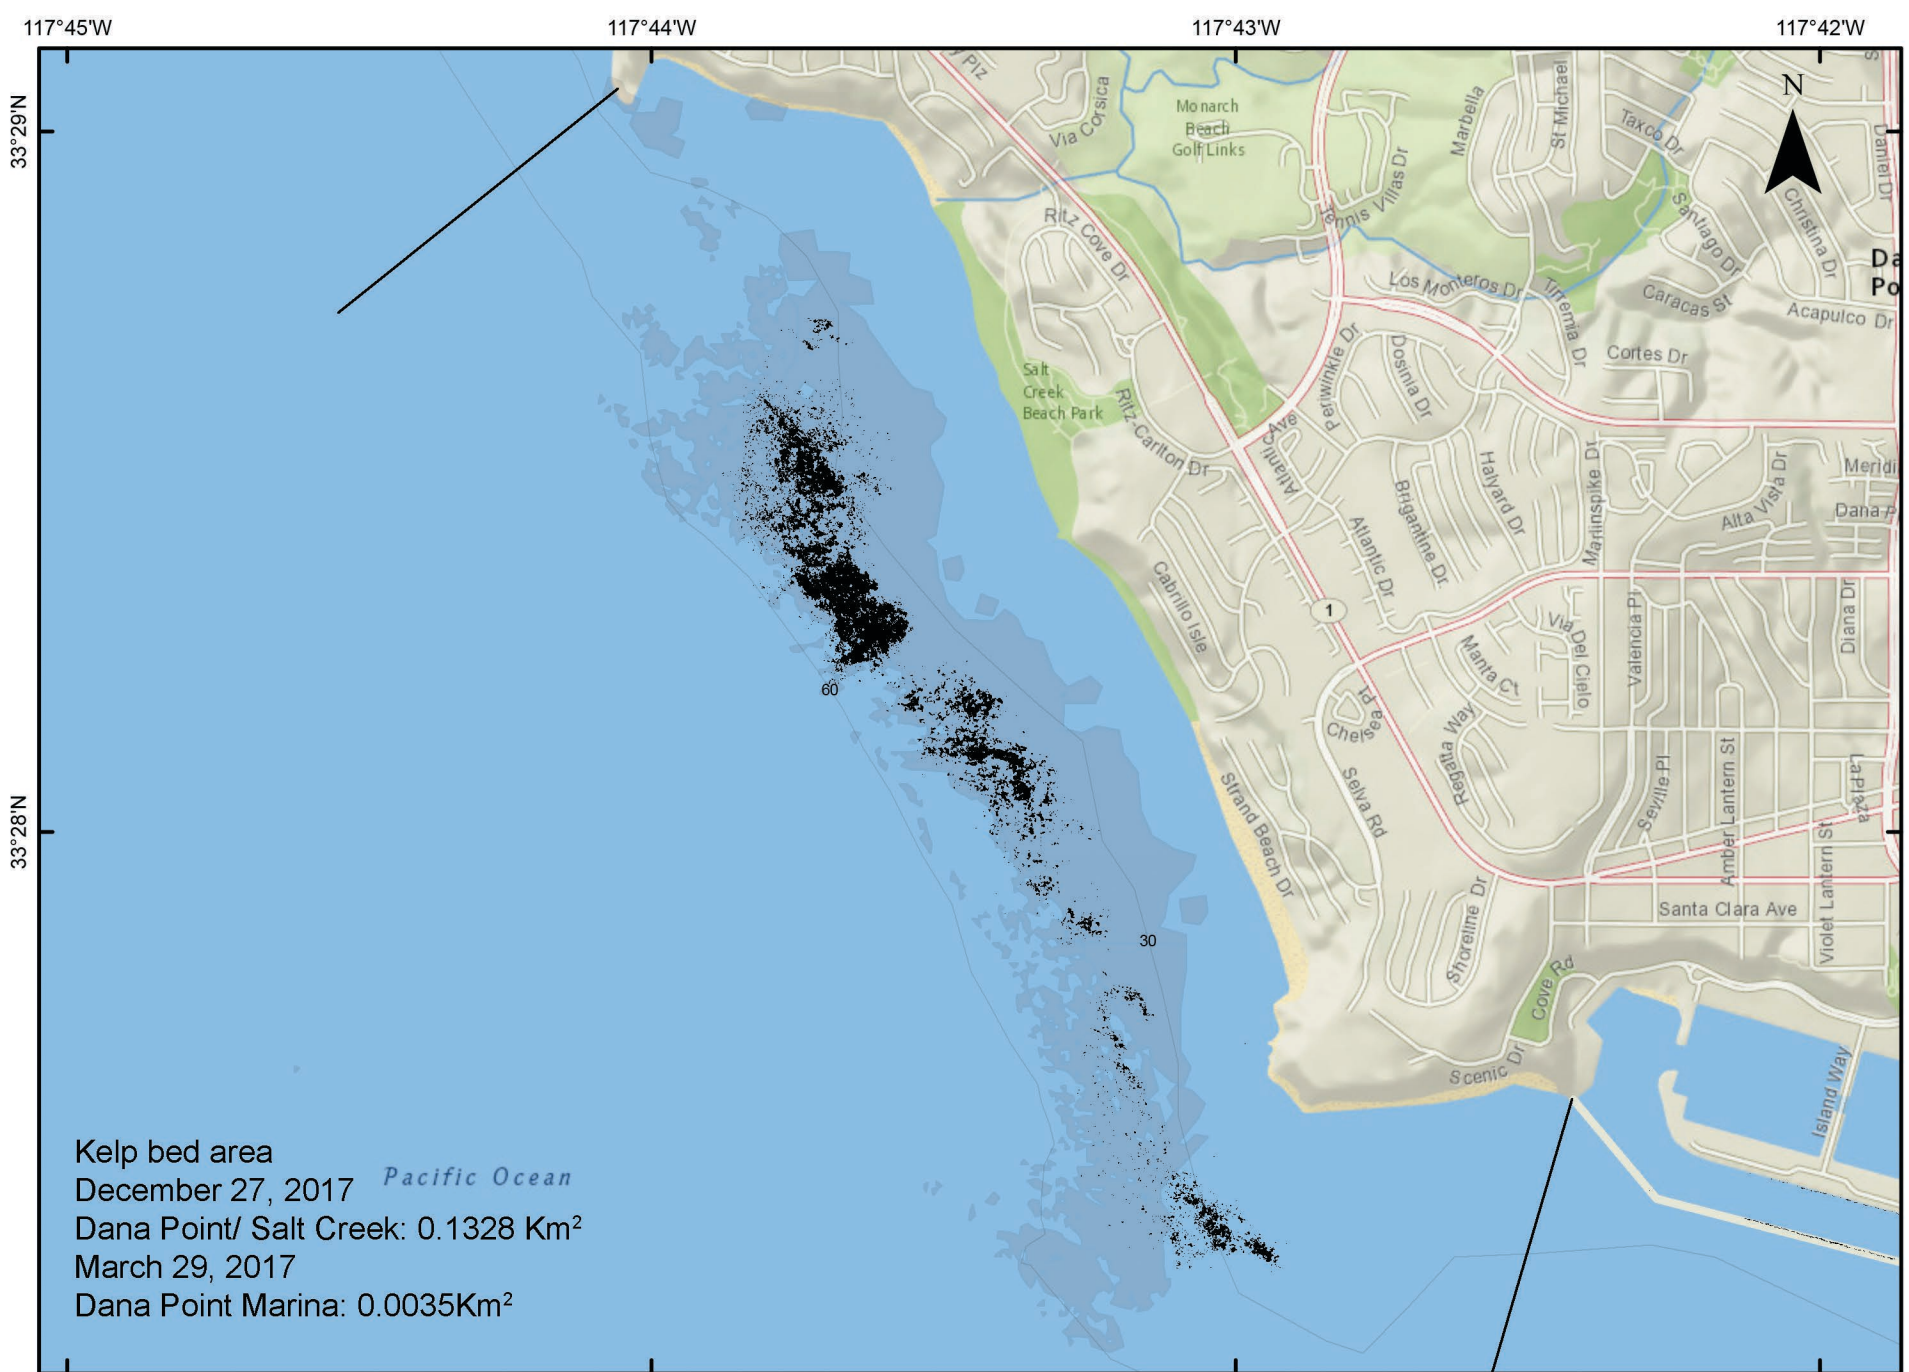 117°45'W
117°44'W
117°43'W
117°42'W
33°29'N
33°28'N
N
y Plz
Via Corsica
Monarch
Beach
Golf Links
Marbella
St Michael
Taxco Dr
Daniel Dr
S
Ritz Cove Dr
Tennis Villas Dr
Santiago Dr
Christina Dr
Da
Po
Los Monteros Dr
Tirremia Dr
Caracas St
Acapulco Dr
Salt
Creek
Beach Park
Ritz-Carlton Dr
Periwinkle Dr
Dosinia Dr
Cortes Dr
Atlantic Ave
Halyard Dr
Brigantine Dr
Marlinspike Dr
Alta Vista Dr
Meridi
Dana P
Atlantic Dr
Cabrillo Isle
1
Via Del Cielo
Valencia Pl
Diana Dr
Manta Ct
60
Chelsea Pl
Regatta Way
Selva Rd
Strand Beach Dr
Seville Pl
Amber Lantern St
La Plaza
Violet Lantern St
Santa Clara Ave
Shoreline Dr
30
Cove Rd
Scenic Dr
Island Way
Pacific Ocean
Kelp bed area
December 27, 2017
Dana Point/ Salt Creek: 0.1328 Km²
March 29, 2017
Dana Point Marina: 0.0035Km²